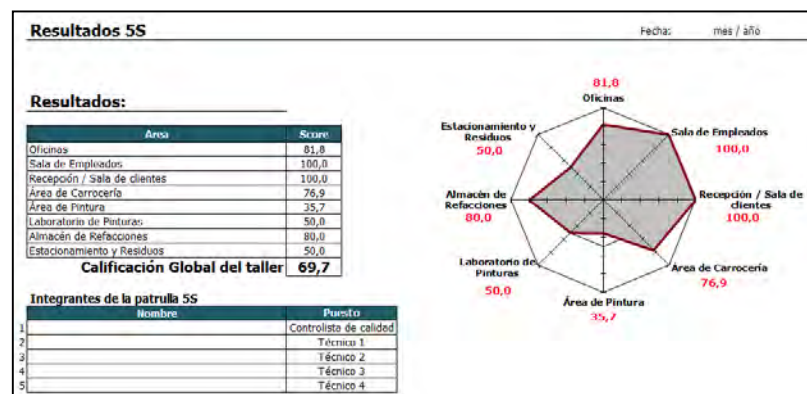 Resultados 5S
Fecha: mes / año
Resultados:
Area Score
Oficinas 81,8
Sala de Empleados 100,0
Recepción / Sala de clientes 100,0
Área de Carrocería 76,9
Área de Pintura 35,7
Laboratorio de Pinturas 50,0
Almacén de Refacciones 80,0
Estacionamiento y Residuos 50,0
Calificación Global del taller 69,7
Integrantes de la patrulla 5S
Nombre Puesto
1 Controlista de calidad
2 Técnico 1
3 Técnico 2
4 Técnico 3
5 Técnico 4
81,8
Oficinas
Sala de Empleados
100,0
Recepción / Sala de
clientes
100,0
Área de Carrocería
76,9
Área de Pintura
35,7
Laboratorio de
Pinturas
50,0
Almacén de
Refacciones
80,0
Estacionamiento y
Residuos
50,0